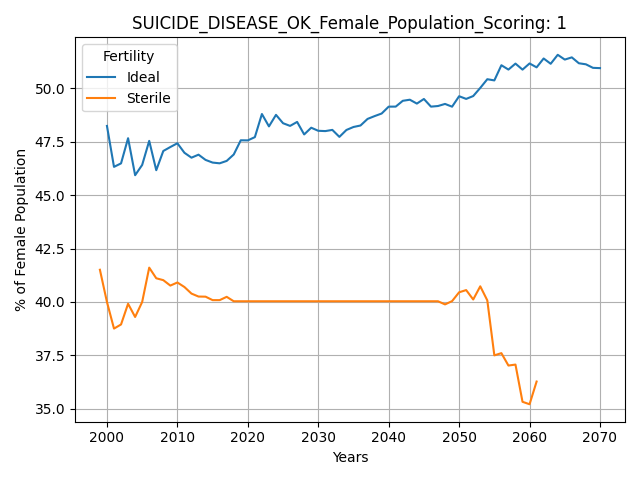 SUICIDE_DISEASE_OK_Female_Population_Scoring: 1
Fertility
Ideal
Sterile
% of Female Population
50.0
47.5
45.0
42.5
40.0
37.5
35.0
2000 2010 2020 2030 2040 2050 2060 2070
Years